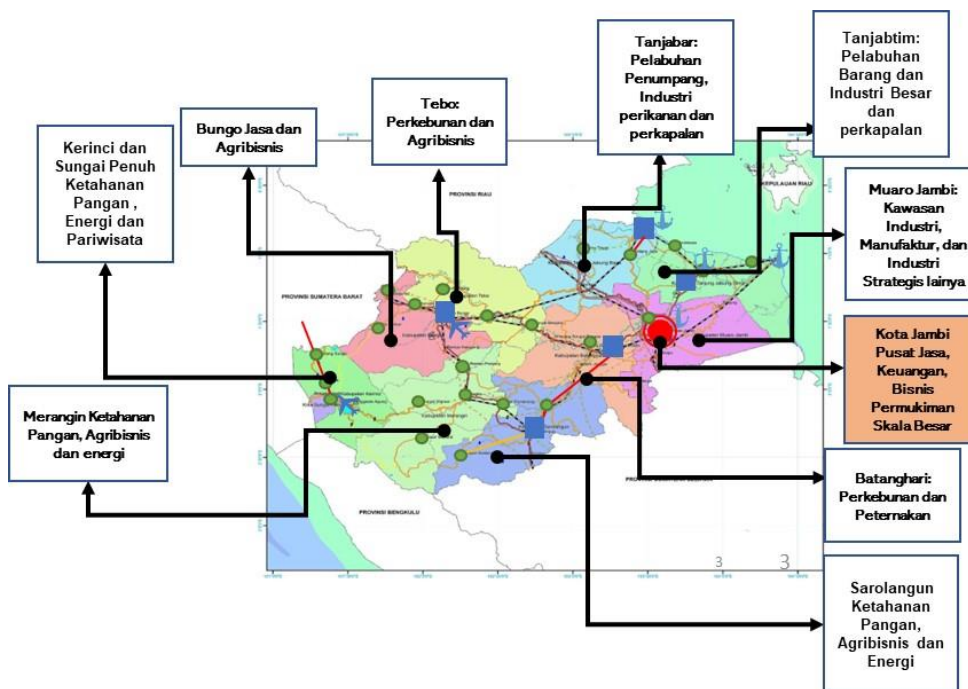 Tanjabtim:
Pelabuhan
Barang dan
Industri Besar
dan
perkapalan
Tanjabar:
Pelabuhan
Penumpang,
Industri
perikanan dan
perkapalan
Tebo:
Perkebunan dan
Agribisnis
Bungo Jasa dan
Agribisnis
Kerinci dan
Sungai Penuh
Ketahanan
Pangan ,
Energi dan
Pariwisata
Muaro Jambi:
Kawasan
Industri,
Manufaktur, dan
Industri
Strategis lainya
Kota Jambi
Pusat Jasa,
Keuangan,
Bisnis
Permukiman
Skala Besar
Merangin Ketahanan
Pangan, Agribisnis
dan energi
Batanghari:
Perkebunan dan
Peternakan
Sarolangun
Ketahanan
Pangan,
Agribisnis dan
Energi
PROVINSI RIAU
KEPULAUAN RIAU
PROVINSI SUMATERA BARAT
PROVINSI BENGKULU
3
3